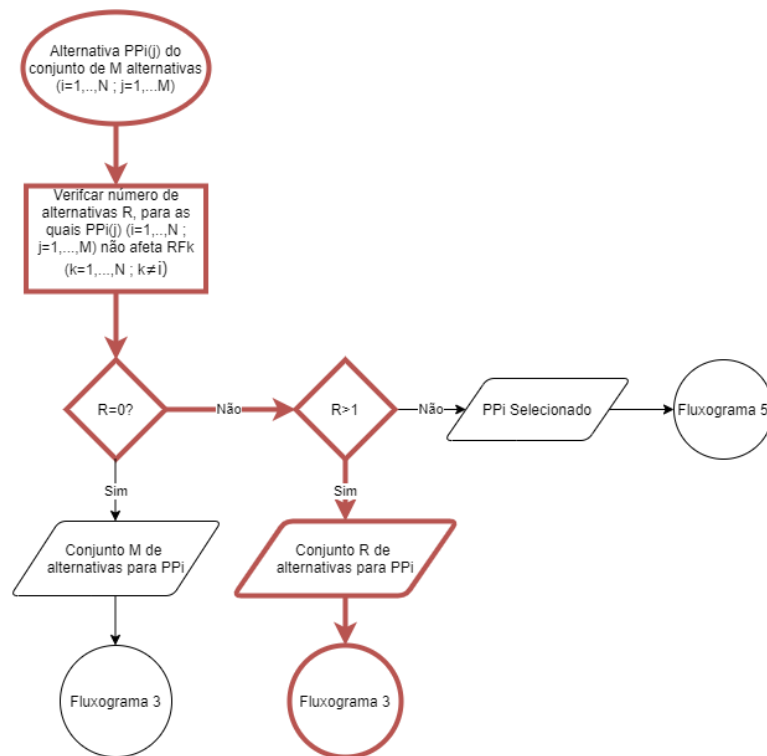 Alternativa PPi(j) do
conjunto de M alternativas
(i=1,..,N ; j=1,...M)
Verifcar número de
alternativas R, para as
quais PPi(j) (i=1,..,N ;
j=1,...,M) não afeta RFk
(k=1,...,N ; k≠i)
R=0?
Não
R>1
Não
PPi Selecionado
Fluxograma 5
Sim
Sim
Conjunto M de
alternativas para PPi
Conjunto R de
alternativas para PPi
Fluxograma 3
Fluxograma 3